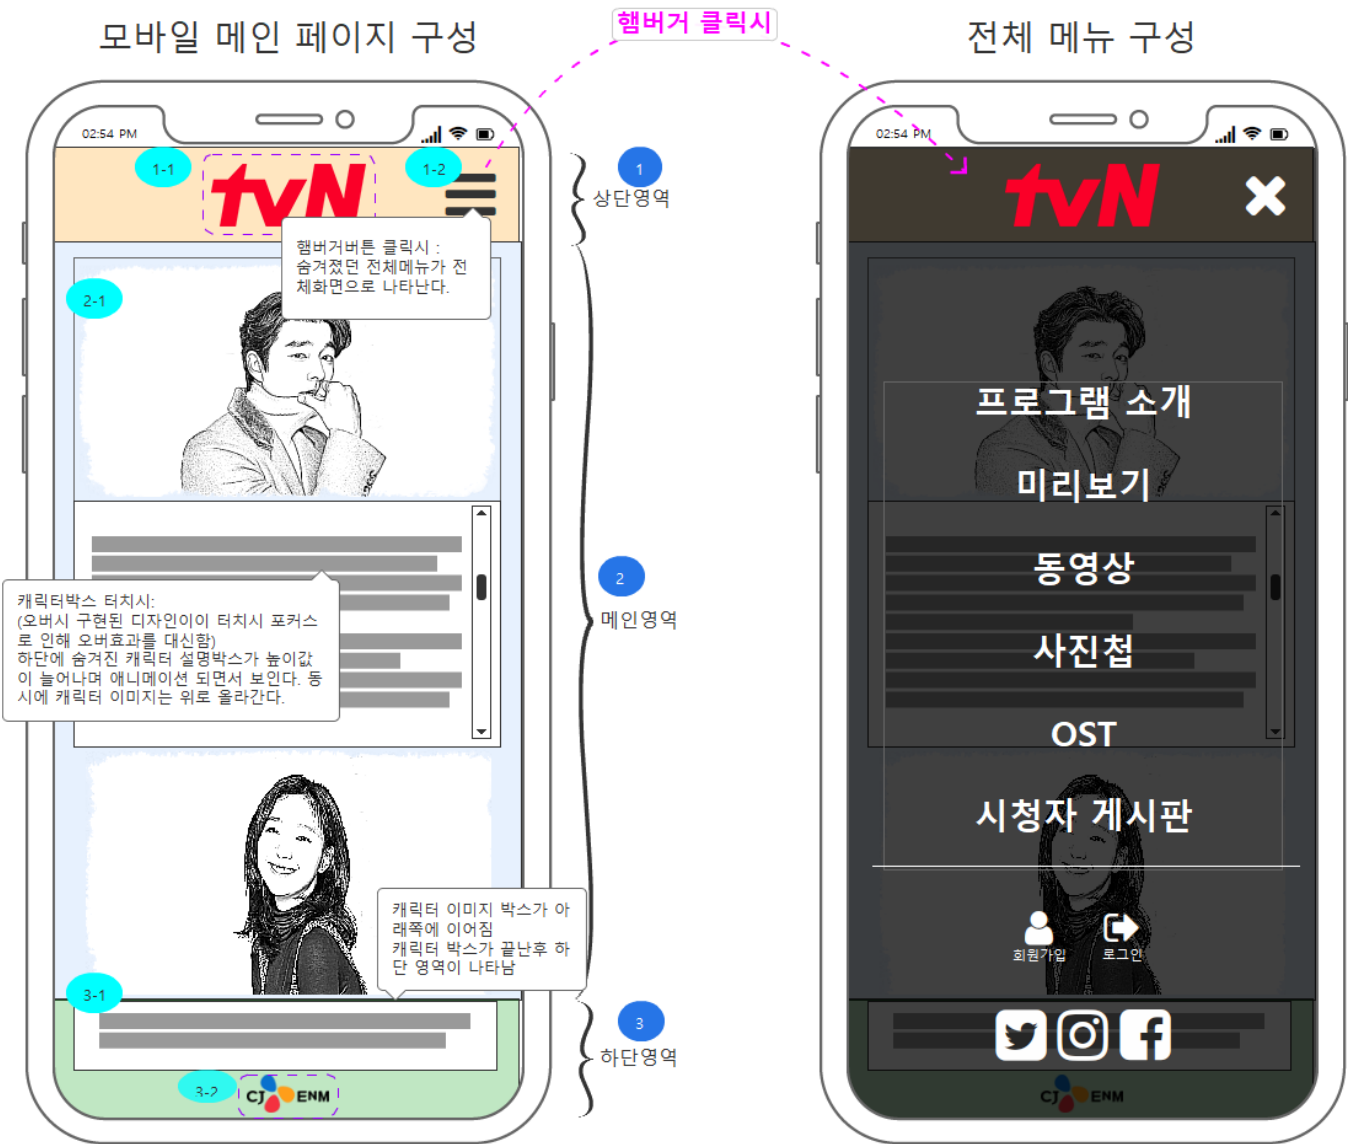 모바일 메인 페이지 구성
햄버거 클릭시
전체 메뉴 구성
02:54 PM
1-1
tvN
1-2
1
상단영역
햄버거버튼 클릭시 :
숨겨졌던 전체메뉴가 전
체화면으로 나타난다.
2-1
2
메인영역
캐릭터박스 터치시:
(오버시 구현된 디자인이이 터치시 포커스
로 인해 오버효과를 대신함)
하단에 숨겨진 캐릭터 설명박스가 높이값
이 늘어나며 애니메이션 되면서 보인다. 동
시에 캐릭터 이미지는 위로 올라간다.
캐릭터 이미지 박스가 아
래쪽에 이어짐
캐릭터 박스가 끝난후 하
단 영역이 나타남
3-1
3
하단영역
3-2
CJ ENM
02:54 PM
tvN
프로그램 소개
미리보기
동영상
사진첩
OST
시청자 게시판
회원가입
로그인
CJ ENM